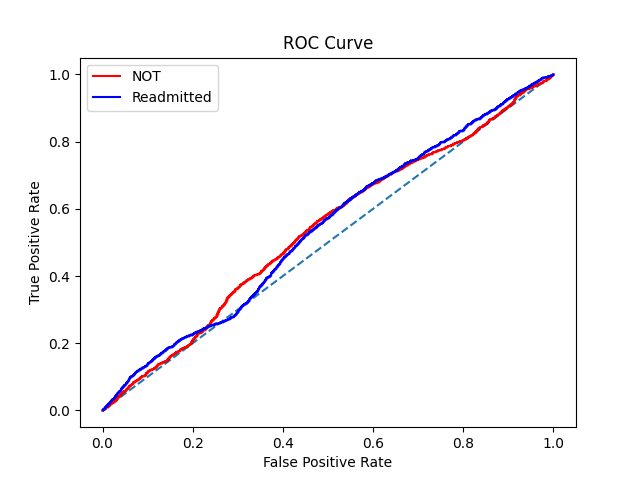 ROC Curve
NOT
Readmitted
True Positive Rate
1.0
0.8
0.6
0.4
0.2
0.0
0.0 0.2 0.4 0.6 0.8 1.0
False Positive Rate